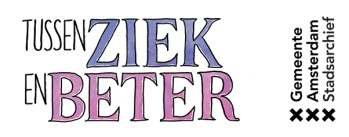 TUSSEN ZIEK
EN BETER
Gemeente
Amsterdam
Stadsarchief